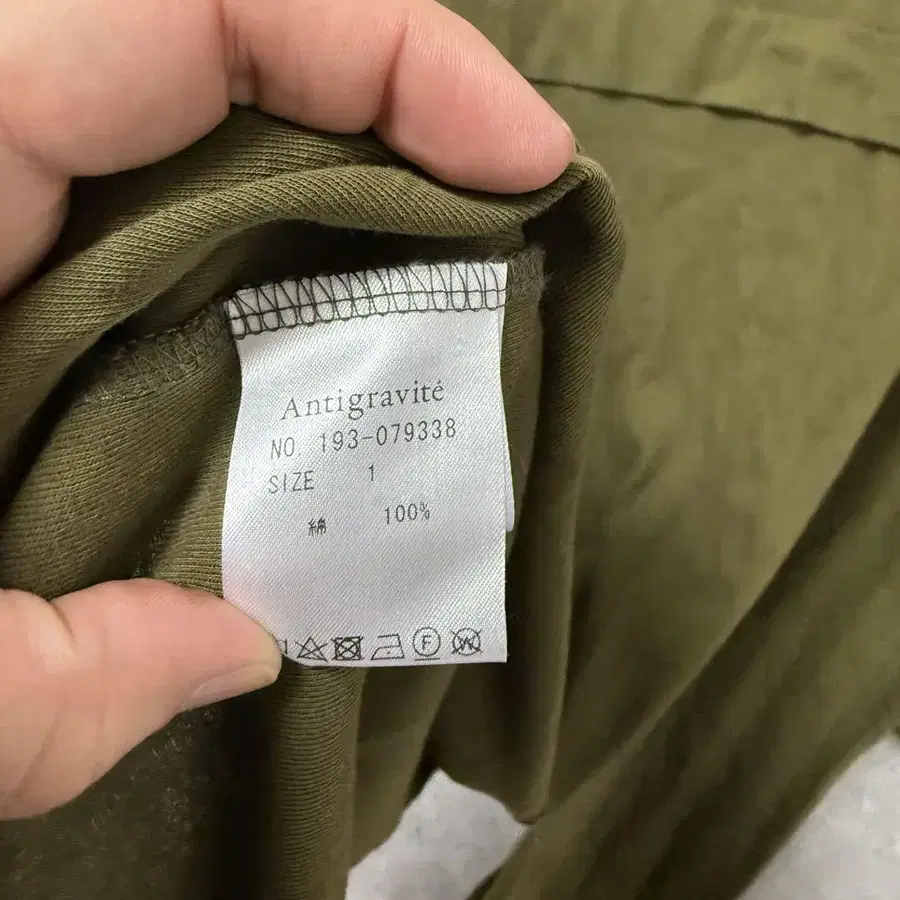 Antigravité
NO. 193-079338
SIZE 1
綿 100%
F W